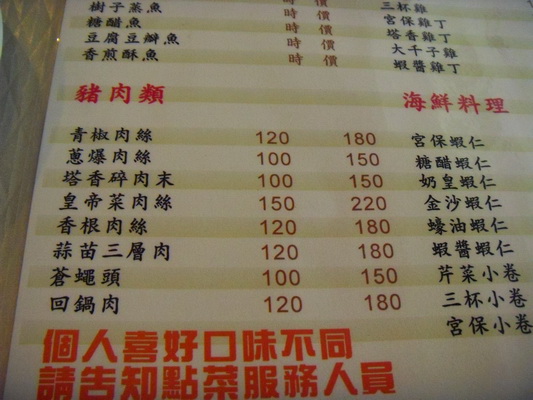 樹子蒸魚 時價
糖醋魚 時價
豆腐豆瓣魚 時價
香煎酥魚 時價
三杯雞丁
宮保雞丁
塔香雞丁
大千子雞
蝦醬雞丁
豬肉類
青椒肉絲 120 180
蔥爆肉絲 100 150
塔香碎肉末 100 150
皇帝菜肉絲 150 220
香根肉絲 120 180
蒜苗三層肉 120 180
蒼蠅頭 100 150
回鍋肉 120 180
海鮮料理
宮保蝦仁
糖醋蝦仁
奶皇蝦仁
金沙蝦仁
蠔油蝦仁
蝦醬蝦仁
芹菜小卷
三杯小卷
宮保小卷
個人喜好口味不同
請告知點菜服務人員